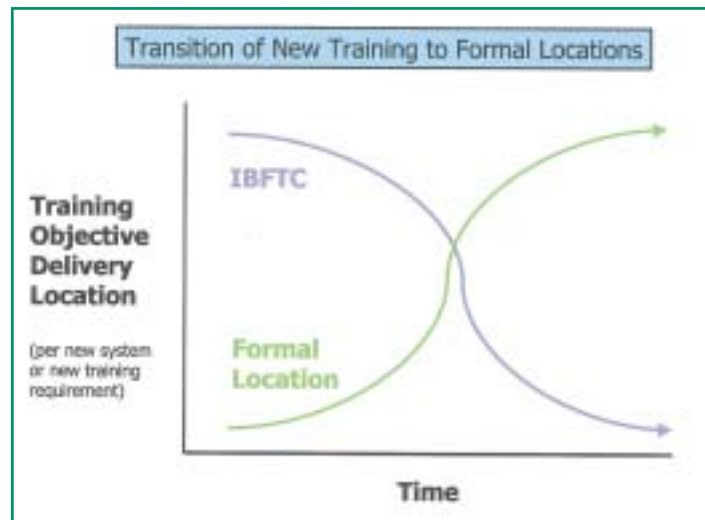 Transition of New Training to Formal Locations
IBFTC
Training
Objective
Delivery
Location
(per new system
or new training
requirement)
Formal
Location
Time